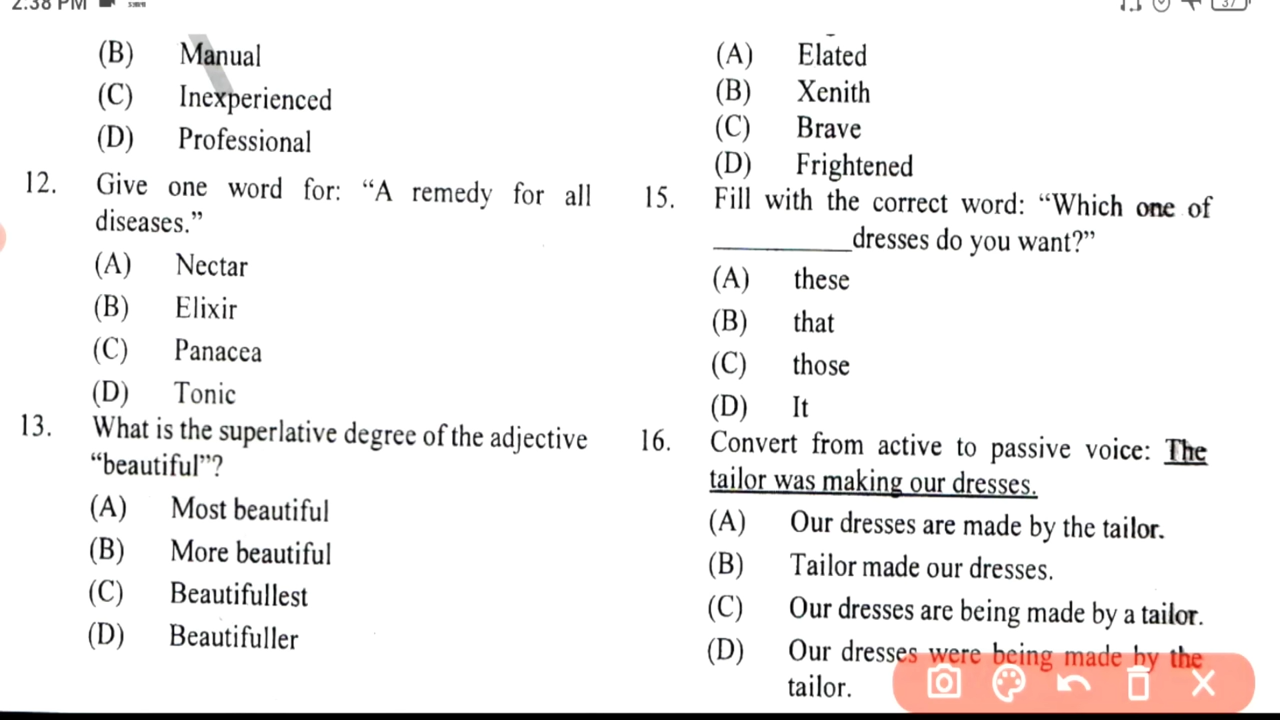 2:38 PM
(B) Manual
(C) Inexperienced
(D) Professional
12. Give one word for: “A remedy for all
diseases.”
(A) Nectar
(B) Elixir
(C) Panacea
(D) Tonic
13. What is the superlative degree of the adjective
“beautiful”?
(A) Most beautiful
(B) More beautiful
(C) Beautifullest
(D) Beautifuller
(A) Elated
(B) Xenith
(C) Brave
(D) Frightened
15. Fill with the correct word: “Which one of
__________dresses do you want?”
(A) these
(B) that
(C) those
(D) It
16. Convert from active to passive voice: The
tailor was making our dresses.
(A) Our dresses are made by the tailor.
(B) Tailor made our dresses.
(C) Our dresses are being made by a tailor.
(D) Our dresses were being made by the
tailor.